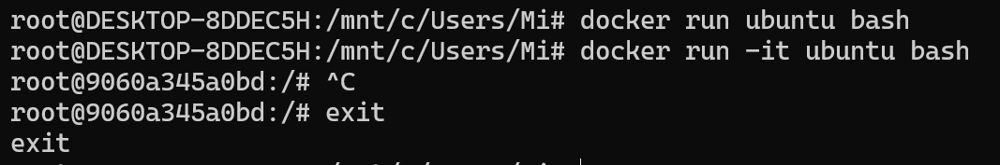 root@DESKTOP-8DDEC5H:/mnt/c/Users/Mi# docker run ubuntu bash
root@DESKTOP-8DDEC5H:/mnt/c/Users/Mi# docker run -it ubuntu bash
root@9060a345a0bd:/# ^C
root@9060a345a0bd:/# exit
exit